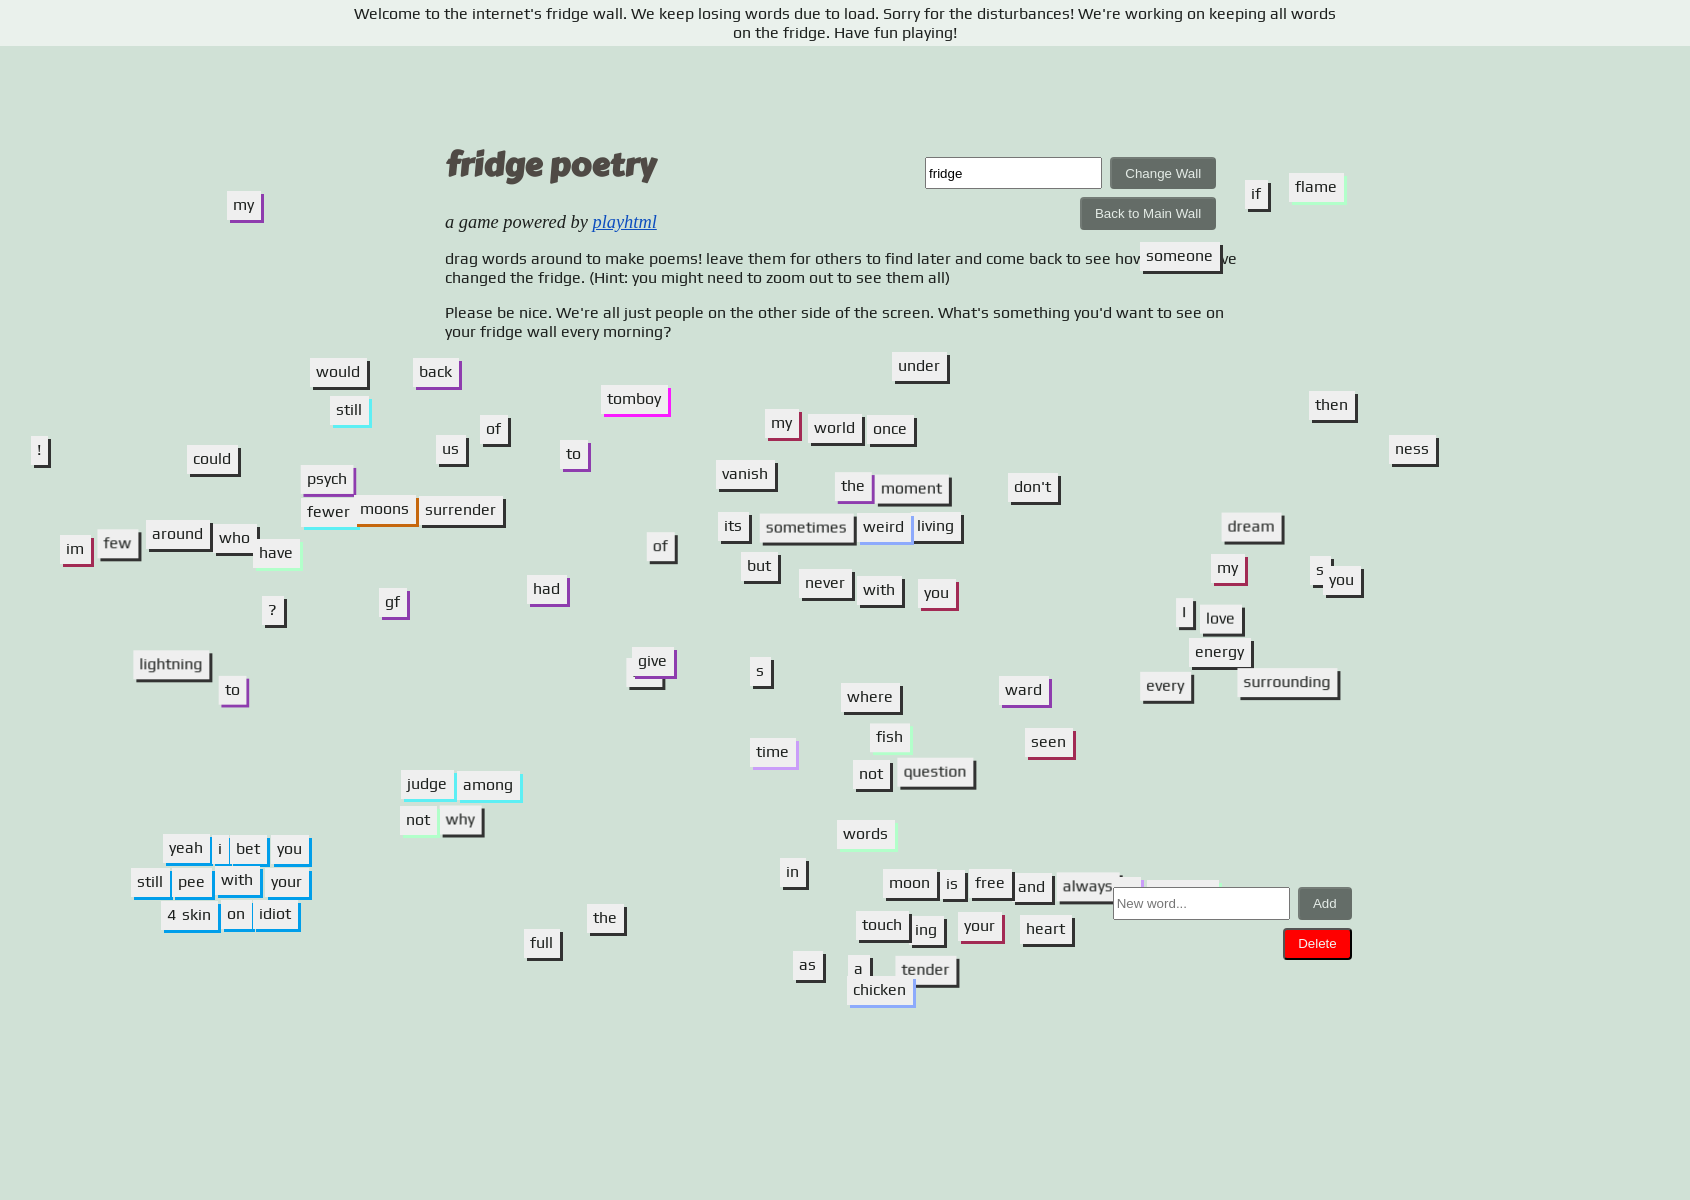 Welcome to the internet's fridge wall. We keep losing words due to load. Sorry for the disturbances! We're working on keeping all words
on the fridge. Have fun playing!
fridge poetry
fridge
Change Wall
Back to Main Wall
if
flame
my
a game powered by playhtml
someone
drag words around to make poems! leave them for others to find later and come back to see how
changed the fridge. (Hint: you might need to zoom out to see them all)
Please be nice. We're all just people on the other side of the screen. What's something you'd want to see on
your fridge wall every morning?
would
back
under
still
tomboy
then
my world once
of
us
to
!
could
ness
psych
vanish
the moment
don't
fewer moons surrender
its sometimes weird living
dream
im few around who
have
of
but
never with you
my
s
you
?
gf
had
I love
energy
lightning
to
give
s
where
ward
every
surrounding
time
fish
seen
not question
judge among
not why
words
yeah i bet you
still pee with your
4 skin on idiot
in
moon is free and always
New word...
Add
Delete
the
full
touch ing your heart
as a tender
chicken